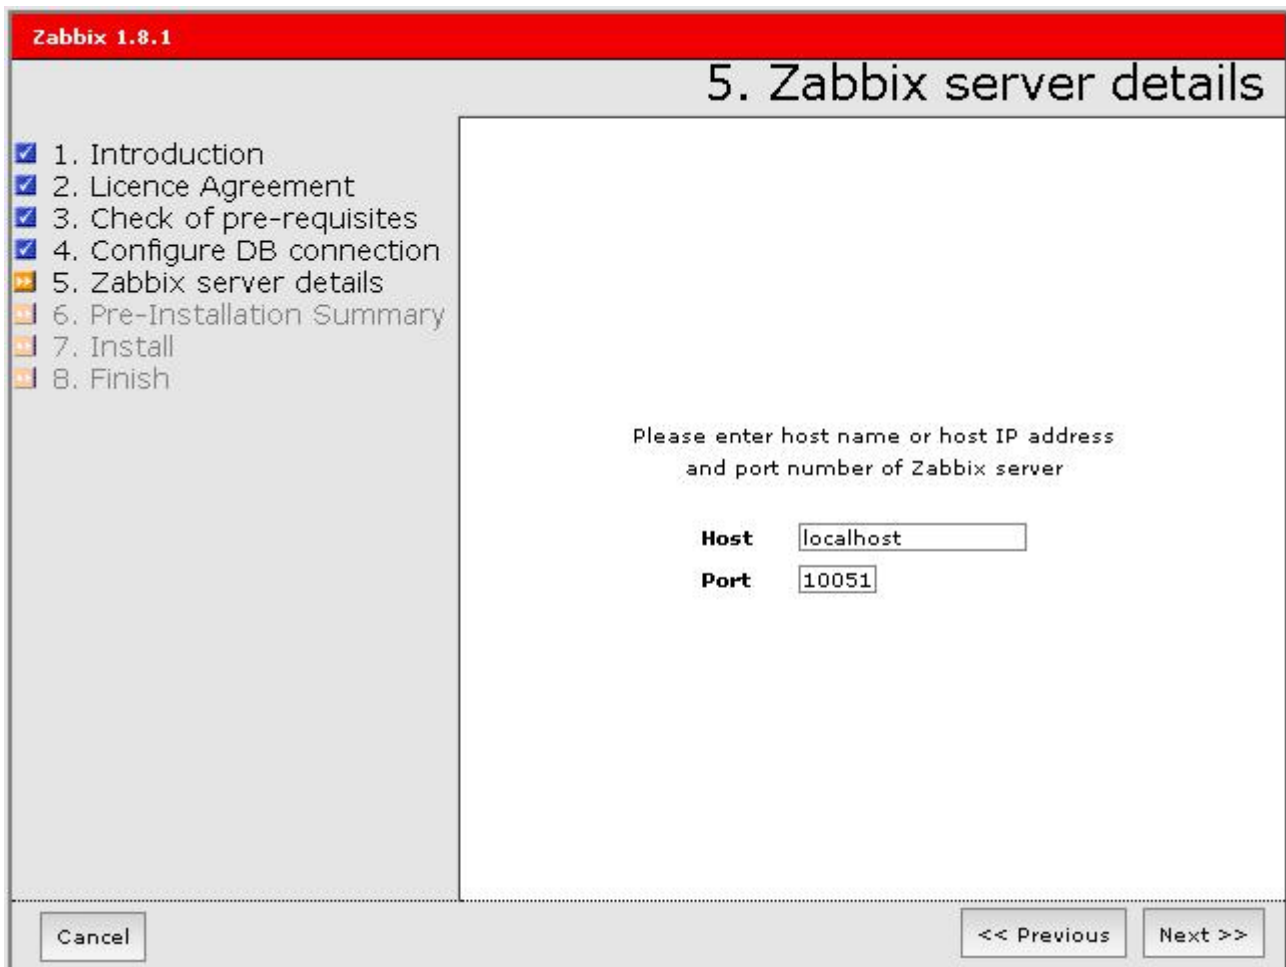 Zabbix 1.8.1
5. Zabbix server details
1. Introduction
2. Licence Agreement
3. Check of pre-requisites
4. Configure DB connection
5. Zabbix server details
6. Pre-Installation Summary
7. Install
8. Finish
Please enter host name or host IP address
and port number of Zabbix server
Host localhost
Port 10051
Cancel << Previous Next >>